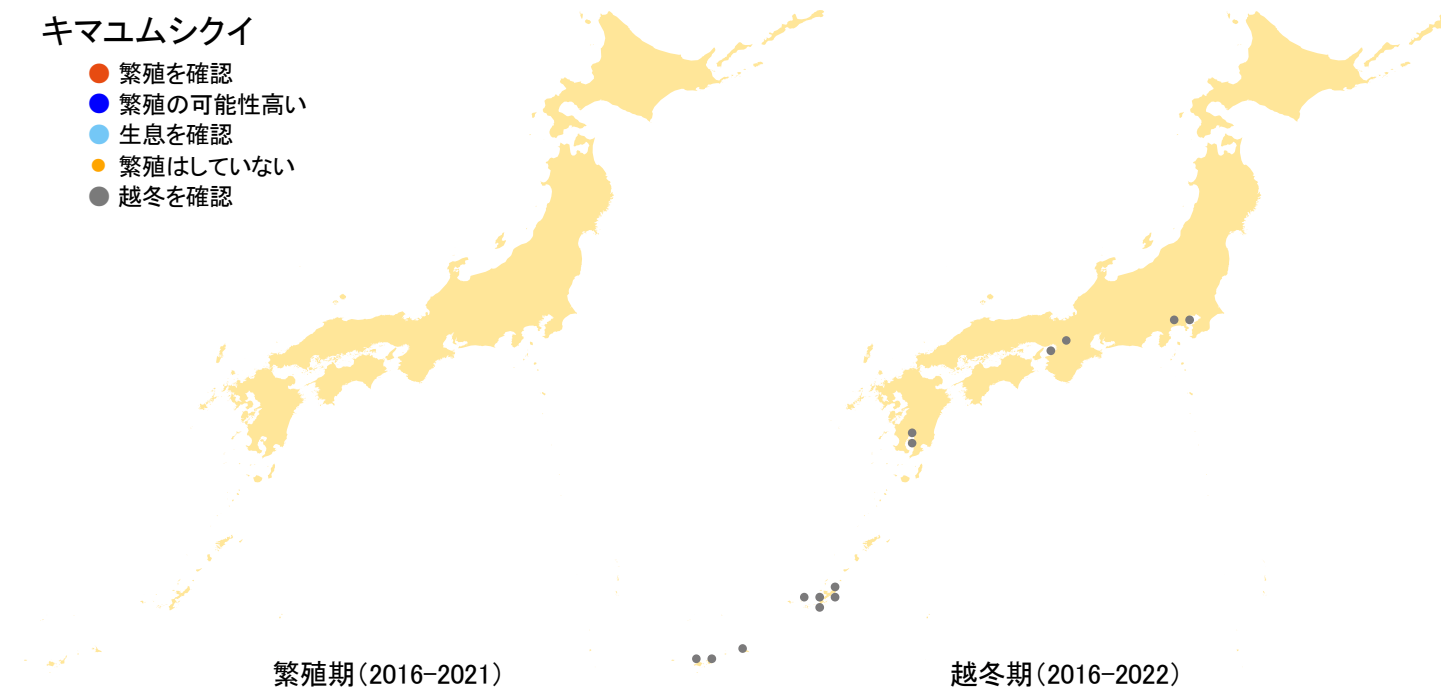 キマユムシクイ
繁殖を確認
繁殖の可能性高い
生息を確認
繁殖はしていない
越冬を確認
繁殖期(2016-2021)
越冬期(2016-2022)